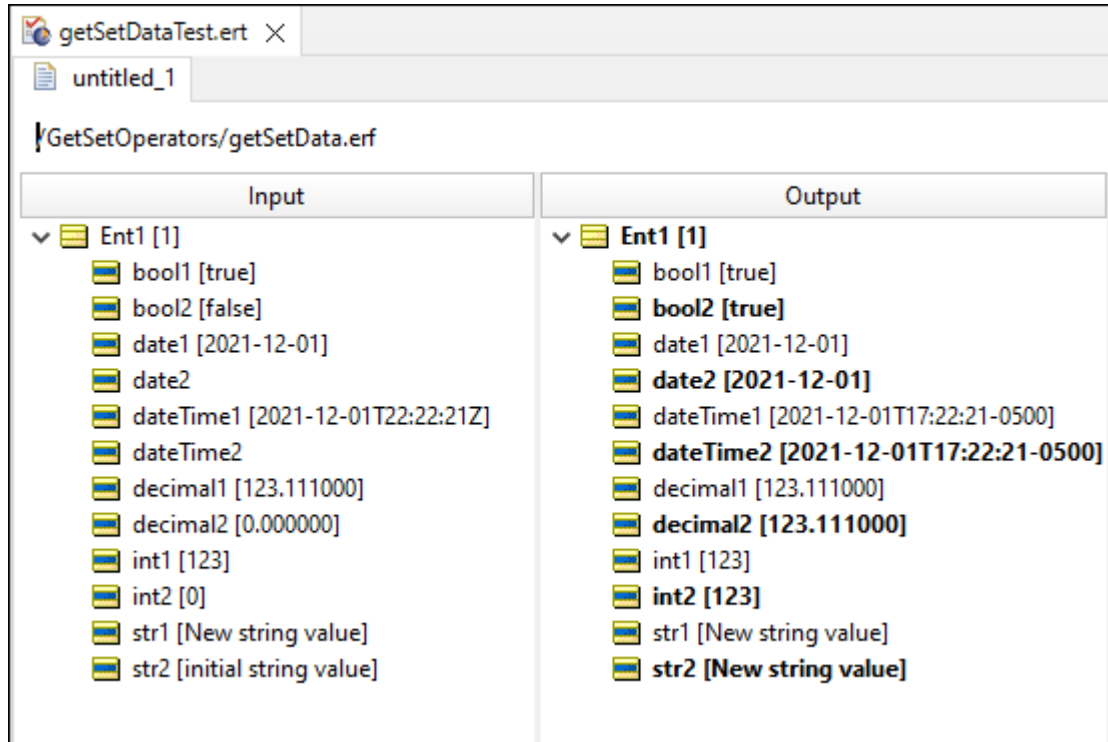 getSetDataTest.ert
untitled_1
/GetSetOperators/getSetData.erf
Input
Ent1 [1]
bool1 [true]
bool2 [false]
date1 [2021-12-01]
date2
dateTime1 [2021-12-01T22:22:21Z]
dateTime2
decimal1 [123.111000]
decimal2 [0.000000]
int1 [123]
int2 [0]
str1 [New string value]
str2 [initial string value]
Output
Ent1 [1]
bool1 [true]
bool2 [true]
date1 [2021-12-01]
date2 [2021-12-01]
dateTime1 [2021-12-01T17:22:21-0500]
dateTime2 [2021-12-01T17:22:21-0500]
decimal1 [123.111000]
decimal2 [123.111000]
int1 [123]
int2 [123]
str1 [New string value]
str2 [New string value]